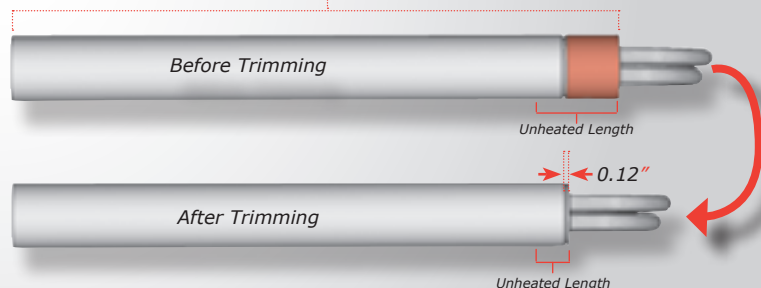 Before Trimming
Unheated Length
0.12″
After Trimming
Unheated Length